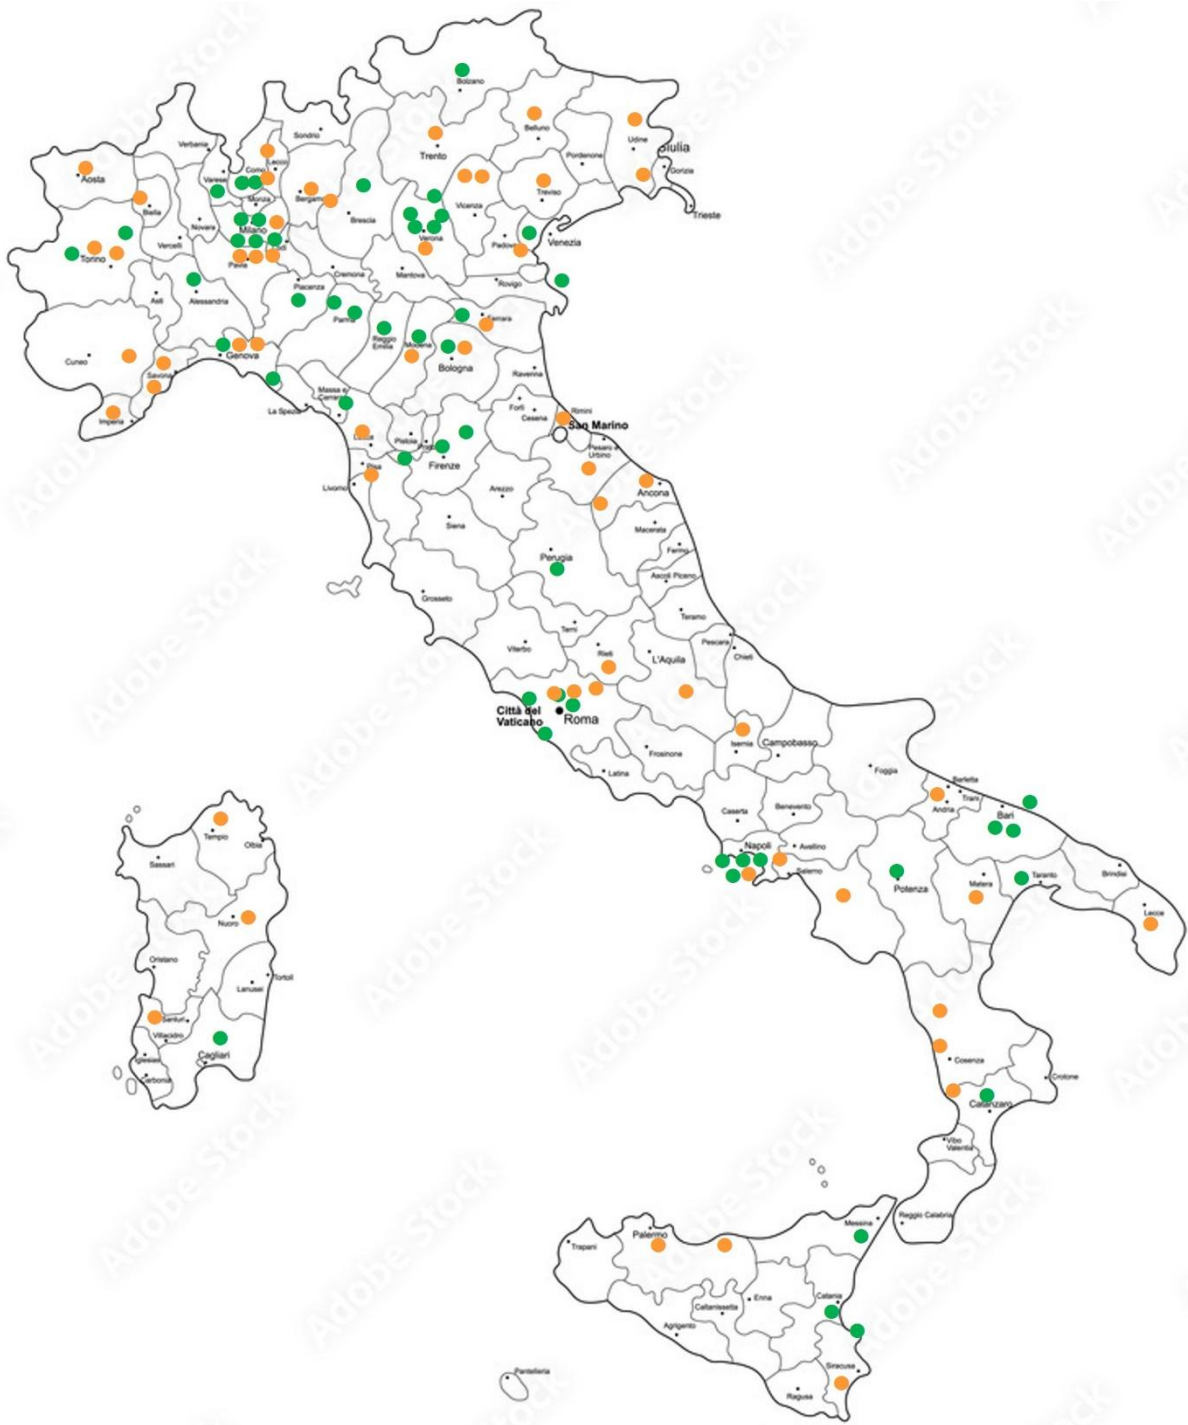 Bolzano
Sondrio
Verbania
Belluno
Udine
Giulia
Trento
Pordenone
Gorizia
Lecco
Como
Varese
Aosta
Trieste
Treviso
Monza
Bergamo
Biella
Vicenza
Brescia
Novara
Milano
Verona
Padova
Venezia
Vercelli
Lodi
Torino
Pavia
Cremona
Mantova
Rovigo
Piacenza
Asti
Alessandria
Parma
Ferrara
Reggio
Emilia
Modena
Cuneo
Genova
Bologna
Savona
Ravenna
Massa e
Carrara
Forlì
Cesena
Rimini
La Spezia
Imperia
San Marino
Lucca
Pistoia
Prato
Pesaro e
Urbino
Firenze
Pisa
Livorno
Arezzo
Ancona
Siena
Macerata
Fermo
Perugia
Ascoli Piceno
Grosseto
Teramo
Terni
Viterbo
Rieti
L'Aquila
Pescara
Chieti
Città del
Vaticano
Roma
Isernia
Campobasso
Frosinone
Latina
Foggia
Barletta
Trani
Andria
Bari
Caserta
Benevento
Napoli
Avellino
Salerno
Potenza
Matera
Taranto
Brindisi
Lecce
Tempio
Olbia
Sassari
Nuoro
Oristano
Tortolì
Lanusei
Sanluri
Villacidro
Iglesias
Cagliari
Carbonia
Cosenza
Crotone
Catanzaro
Vibo
Valentia
Reggio Calabria
Messina
Palermo
Trapani
Enna
Catania
Caltanissetta
Agrigento
Siracusa
Ragusa
Pantelleria
Adobe Stock